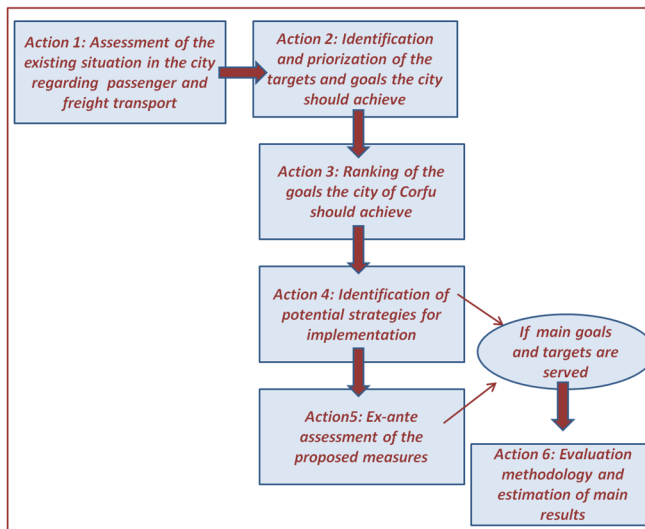 Action 1: Assessment of the
existing situation in the city
regarding passenger and
freight transport
Action 2: Identification
and priorization of the
targets and goals the city
should achieve
Action 3: Ranking of the
goals the city of Corfu
should achieve
Action 4: Identification of
potential strategies for
implementation
If main goals
and targets are
served
Action5: Ex-ante
assessment of the
proposed measures
Action 6: Evaluation
methodology and
estimation of main
results